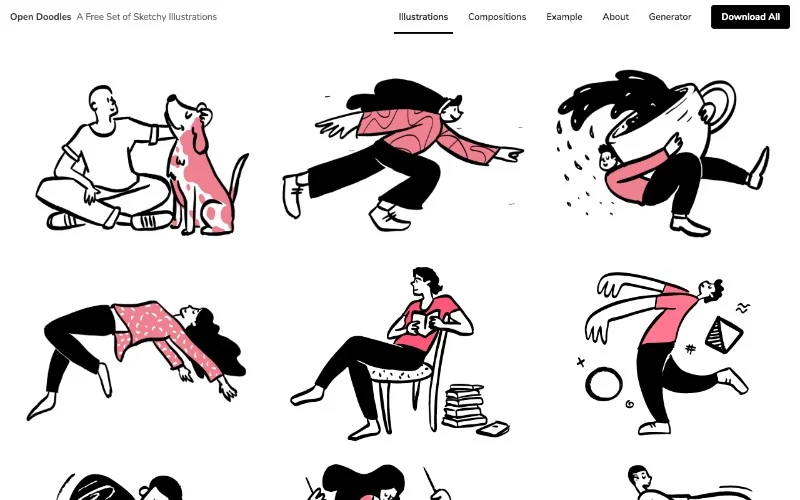 Open Doodles A Free Set of Sketchy Illustrations
Illustrations Compositions Example About Generator Download All